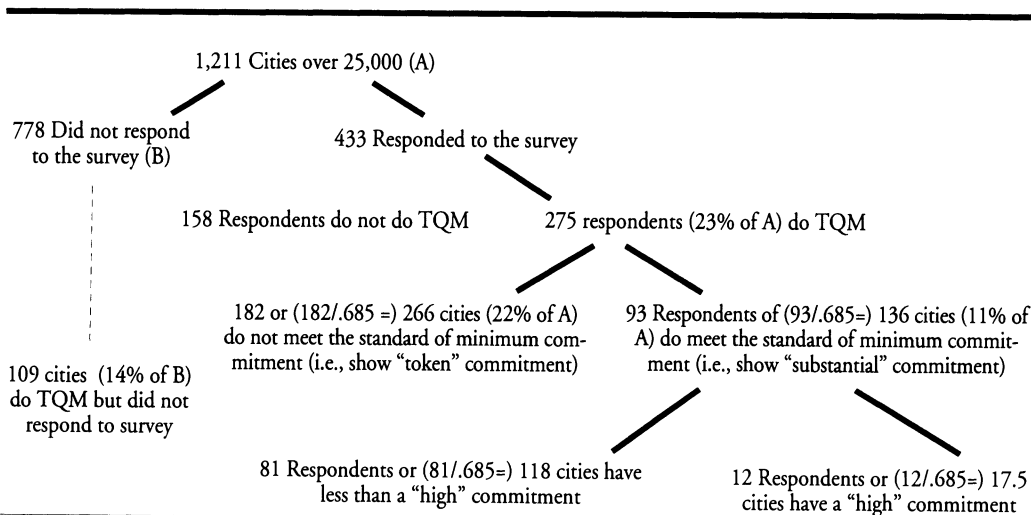 1,211 Cities over 25,000 (A)
778 Did not respond
to the survey (B)
433 Responded to the survey
158 Respondents do not do TQM
275 respondents (23% of A) do TQM
182 or (182/.685 =) 266 cities (22% of A)
do not meet the standard of minimum com-
mitment (i.e., show “token” commitment)
93 Respondents of (93/.685=) 136 cities (11% of
A) do meet the standard of minimum commit-
ment (i.e., show “substantial” commitment)
109 cities (14% of B)
do TQM but did not
respond to survey
81 Respondents or (81/.685=) 118 cities have
less than a “high” commitment
12 Respondents or (12/.685=) 17.5
cities have a “high” commitment